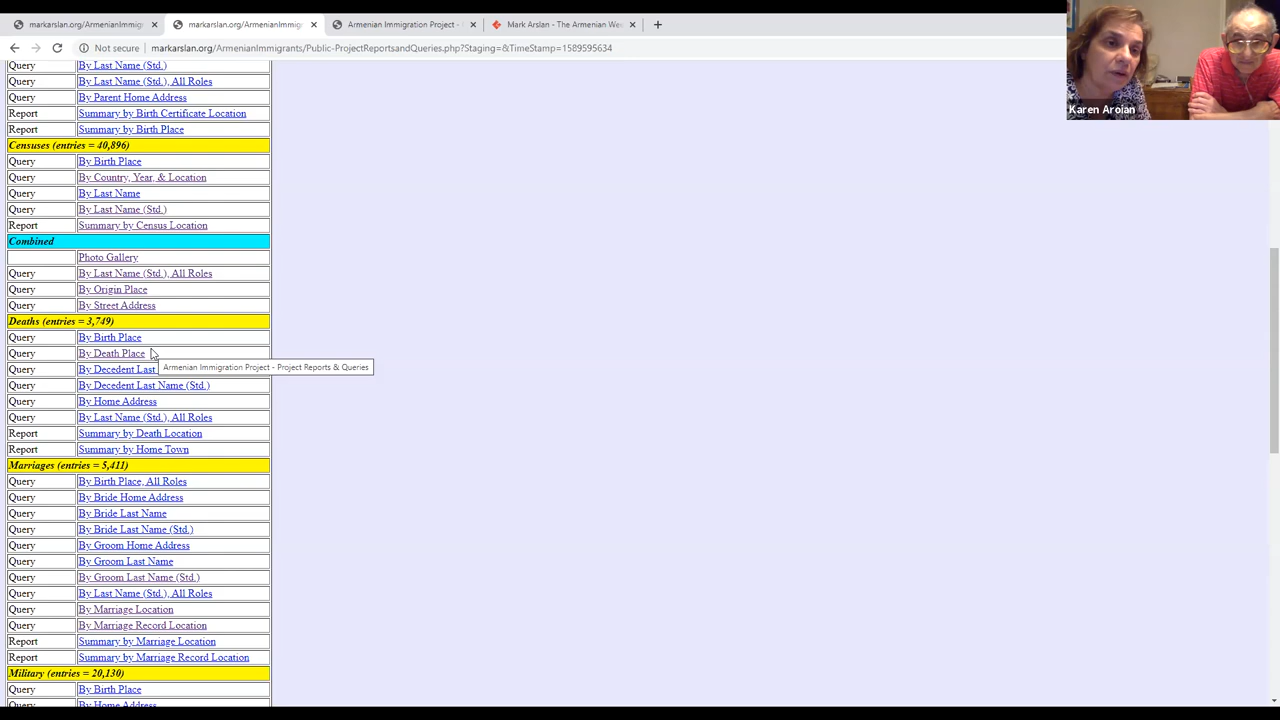 markarslan.org/ArmenianImmigr
markarslan.org/ArmenianImmigr
Armenian Immigration Project -
Mark Arslan - The Armenian We
Not secure markarslan.org/ArmenianImmigrants/Public-ProjectReportsandQueries.php?Staging=&TimeStamp=1589595634
Karen Aroian
Query By Last Name (Std.)
Query By Last Name (Std.), All Roles
Query By Parent Home Address
Report Summary by Birth Certificate Location
Report Summary by Birth Place
Censuses (entries = 40,896)
Query By Birth Place
Query By Country, Year, & Location
Query By Last Name
Query By Last Name (Std.)
Report Summary by Census Location
Combined
Photo Gallery
Query By Last Name (Std.), All Roles
Query By Origin Place
Query By Street Address
Deaths (entries = 3,749)
Query By Birth Place
Query By Death Place
Armenian Immigration Project - Project Reports & Queries
Query By Decedent Last
Query By Decedent Last Name (Std.)
Query By Home Address
Query By Last Name (Std.), All Roles
Report Summary by Death Location
Report Summary by Home Town
Marriages (entries = 5,411)
Query By Birth Place, All Roles
Query By Bride Home Address
Query By Bride Last Name
Query By Bride Last Name (Std.)
Query By Groom Home Address
Query By Groom Last Name
Query By Groom Last Name (Std.)
Query By Last Name (Std.), All Roles
Query By Marriage Location
Query By Marriage Record Location
Report Summary by Marriage Location
Report Summary by Marriage Record Location
Military (entries = 20,130)
Query By Birth Place
Query By Home Address